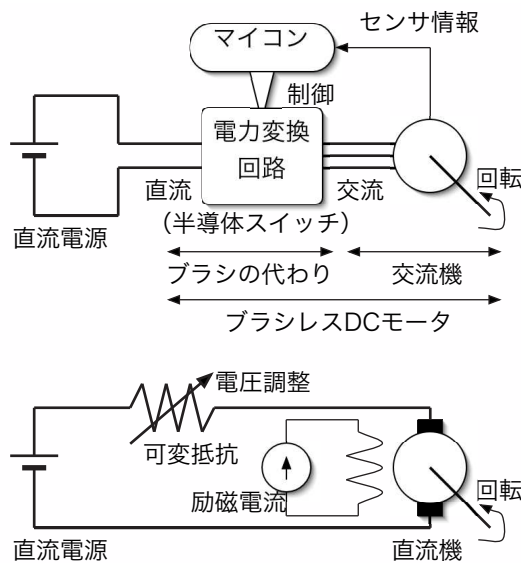 センサ情報
マイコン
制御
電力変換
回路
直流
交流
回転
(半導体スイッチ)
直流電源
ブラシの代わり
交流機
ブラシレスDCモータ
電圧調整
可変抵抗
励磁電流
回転
直流電源
直流機